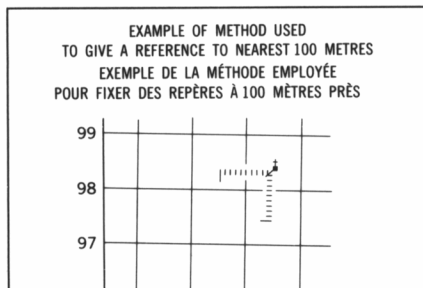 EXAMPLE OF METHOD USED
TO GIVE A REFERENCE TO NEAREST 100 METRES
EXEMPLE DE LA MÉTHODE EMPLOYÉE
POUR FIXER DES REPÈRES À 100 MÈTRES PRÈS
99
98
97